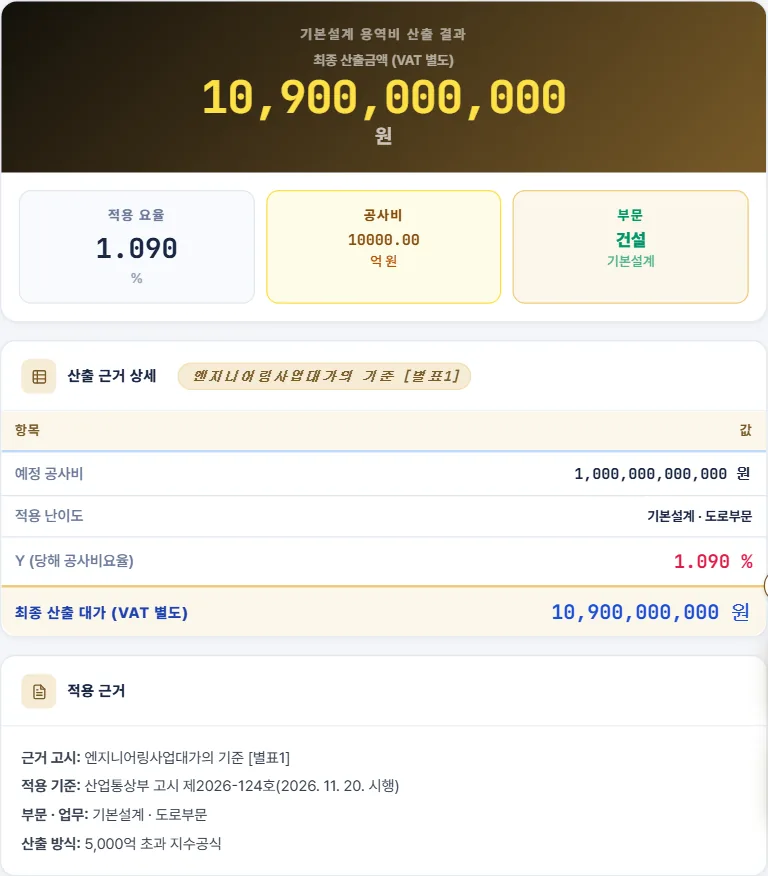 기본설계 용역비 산출 결과
최종 산출금액 (VAT 별도)
10,900,000,000
원
적용 요율
1.090
%
공사비
10000.00
억 원
부문
건설
기본설계
산출 근거 상세
엔지니어링사업대가의 기준 [별표1]
항목 값
예정 공사비 1,000,000,000,000 원
적용 난이도 기본설계 · 도로부문
Y (당해 공사비요율) 1.090 %
최종 산출 대가 (VAT 별도) 10,900,000,000 원
적용 근거
근거 고시: 엔지니어링사업대가의 기준 [별표1]
적용 기준: 산업통상부 고시 제2026-124호(2026. 11. 20. 시행)
부문 · 업무: 기본설계 · 도로부문
산출 방식: 5,000억 초과 지수공식